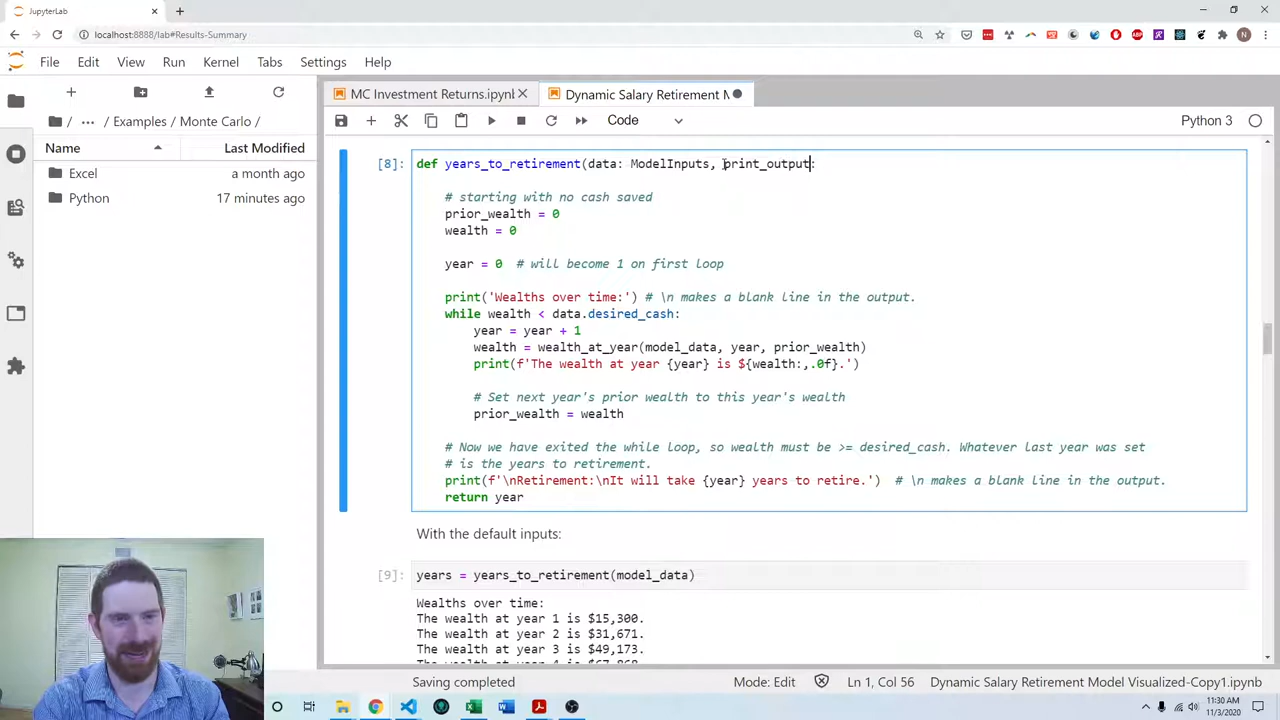 JupyterLab
localhost:8888/lab#Results-Summary
File Edit View Run Kernel Tabs Settings Help
MC Investment Returns.ipynb
Dynamic Salary Retirement M
Code
Python 3
/ ... / Examples / Monte Carlo /
Name Last Modified
Excel a month ago
Python 17 minutes ago
[8]: def years_to_retirement(data: ModelInputs, print_output:
# starting with no cash saved
prior_wealth = 0
wealth = 0
year = 0 # will become 1 on first loop
print('Wealths over time:') # \n makes a blank line in the output.
while wealth < data.desired_cash:
year = year + 1
wealth = wealth_at_year(model_data, year, prior_wealth)
print(f'The wealth at year {year} is ${wealth:,.0f}.')
# Set next year's prior wealth to this year's wealth
prior_wealth = wealth
# Now we have exited the while loop, so wealth must be >= desired_cash. Whatever last year was set
# is the years to retirement.
print(f'\nRetirement:\nIt will take {year} years to retire.') # \n makes a blank line in the output.
return year
With the default inputs:
[9]: years = years_to_retirement(model_data)
Wealths over time:
The wealth at year 1 is $15,300.
The wealth at year 2 is $31,671.
The wealth at year 3 is $49,173.
The wealth at year 4 is $67,868.
Saving completed
Mode: Edit
Ln 1, Col 56
Dynamic Salary Retirement Model Visualized-Copy1.ipynb
11:30 AM
11/3/2020